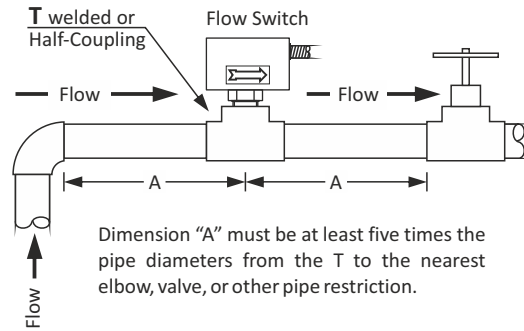 T welded or
Half-Coupling
Flow Switch
Flow
Flow
A
A
Dimension “A” must be at least five times the
pipe diameters from the T to the nearest
elbow, valve, or other pipe restriction.
Flow